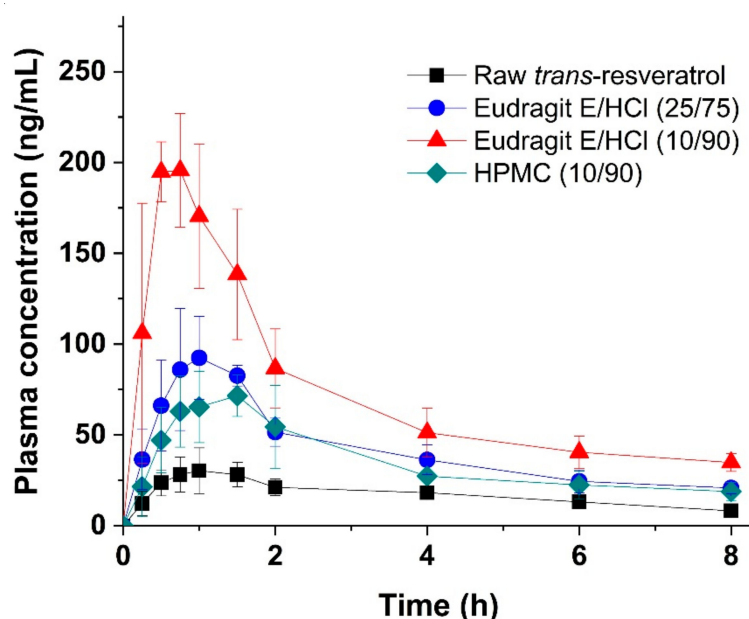 250
200
150
100
50
0
Plasma concentration (ng/mL)
Raw trans-resveratrol
Eudragit E/HCl (25/75)
Eudragit E/HCl (10/90)
HPMC (10/90)
0 2 4 6 8
Time (h)